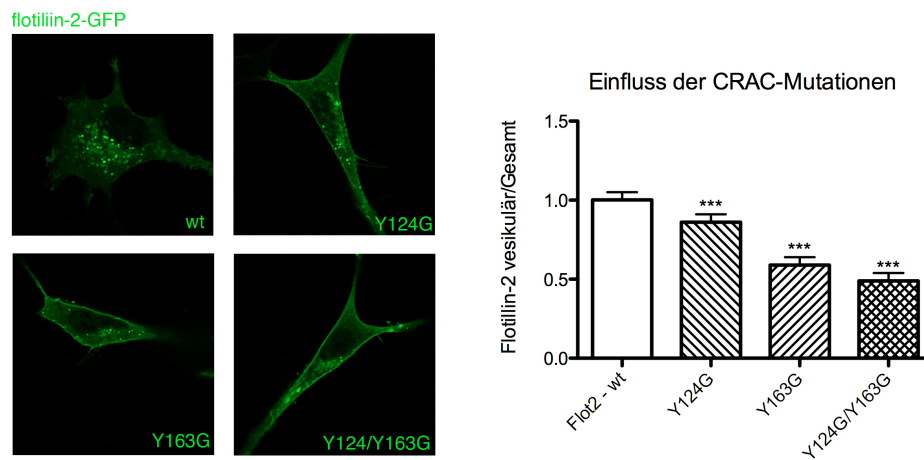 flotiliin-2-GFP
wt
Y124G
Y163G
Y124/Y163G
Einfluss der CRAC-Mutationen
Flotillin-2 vesikulär/Gesamt
1.5
1.0
0.5
0.0
***
***
***
Flot2 - wt
Y124G
Y163G
Y124G/Y163G